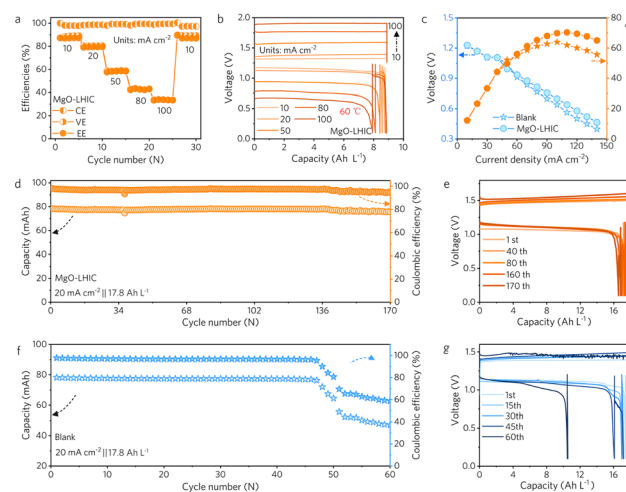 a
100
80
60
40
20
0
Efficiencies (%)
10
20
Units: mA cm⁻²
50
80
100
10
MgO-LHIC
CE
VE
EE
0
10
20
30
Cycle number (N)
b
2.0
1.5
1.0
0.5
0.0
Voltage (V)
100
Units: mA cm⁻²
10
10
80
20
100
50
60 ℃
MgO-LHIC
0
2
4
6
8
10
Capacity (Ah L⁻¹)
c
1.5
1.2
0.9
0.6
0.3
Voltage (V)
80
60
40
20
0
Blank
MgO-LHIC
0
50
100
150
Current density (mA cm⁻²)
d
100
80
60
40
20
0
Capacity (mAh)
100
80
60
40
20
0
Coulombic efficiency (%)
MgO-LHIC
20 mA cm⁻²||17.8 Ah L⁻¹
0
34
68
102
136
170
Cycle number (N)
e
1.5
1.0
0.5
0.0
Voltage (V)
1 st
40 th
80 th
160 th
170 th
0
6
12
18
Capacity (Ah L⁻¹)
f
100
80
60
40
20
Capacity (mAh)
100
80
60
40
20
0
Coulombic efficiency (%)
Blank
20 mA cm⁻²||17.8 Ah L⁻¹
0
10
20
30
40
50
60
Cycle number (N)
g
1.5
1.0
0.5
0.0
Voltage (V)
1st
15th
30th
45th
60th
0
6
12
18
Capacity (Ah L⁻¹)